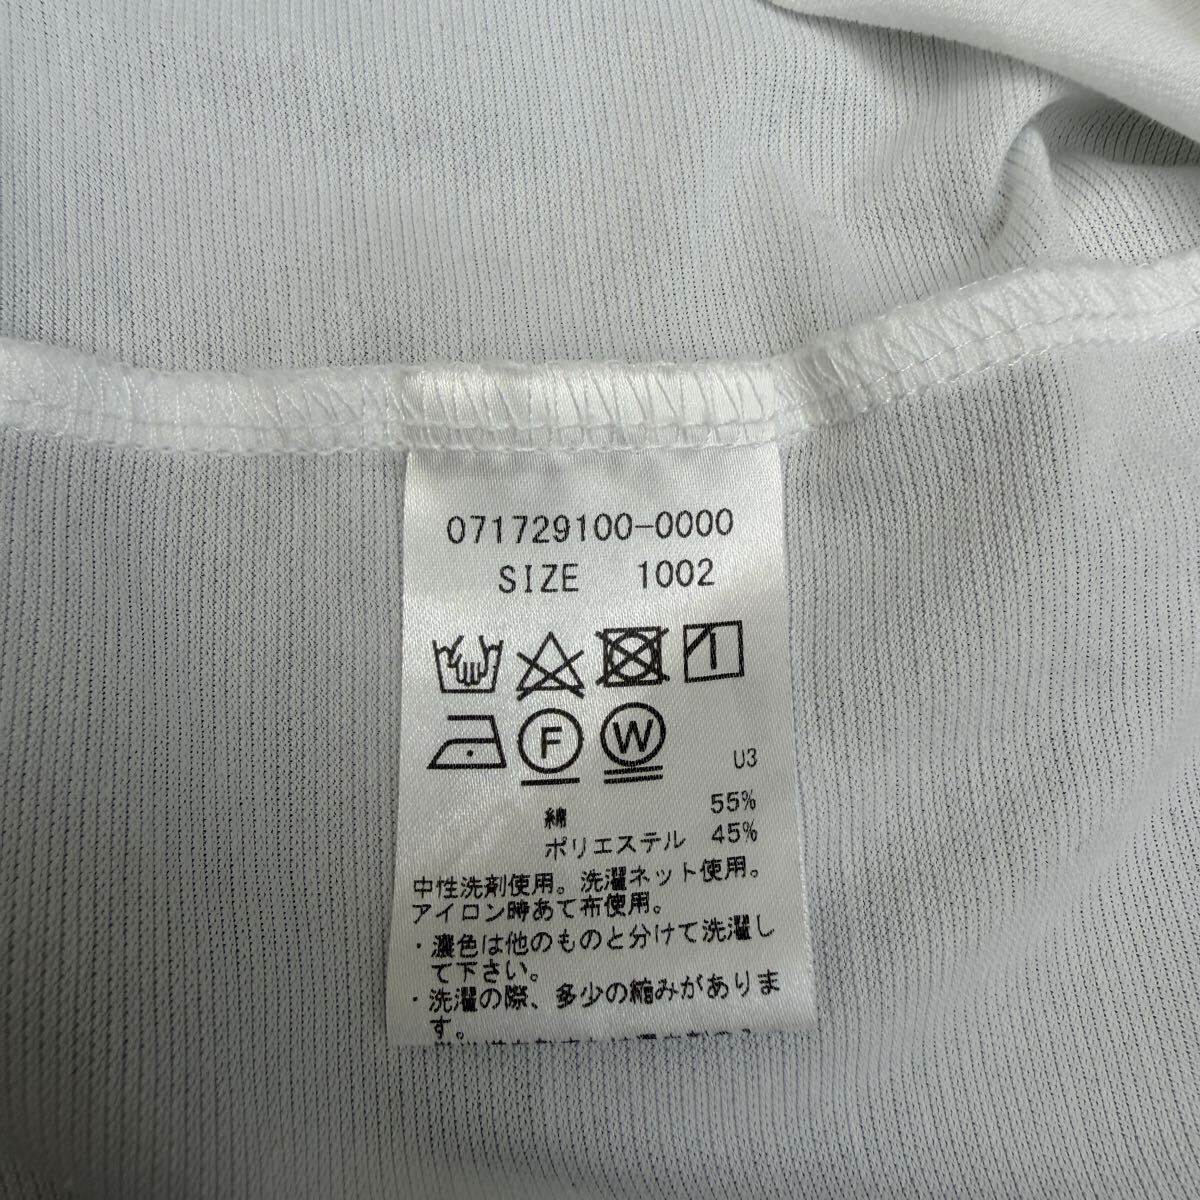 071729100-0000
SIZE 1002
F W
U3
綿 55%
ポリエステル 45%
中性洗剤使用。洗濯ネット使用。
アイロン時あて布使用。
・濃色は他のものと分けて洗濯し
て下さい。
・洗濯の際、多少の縮みがありま
す。